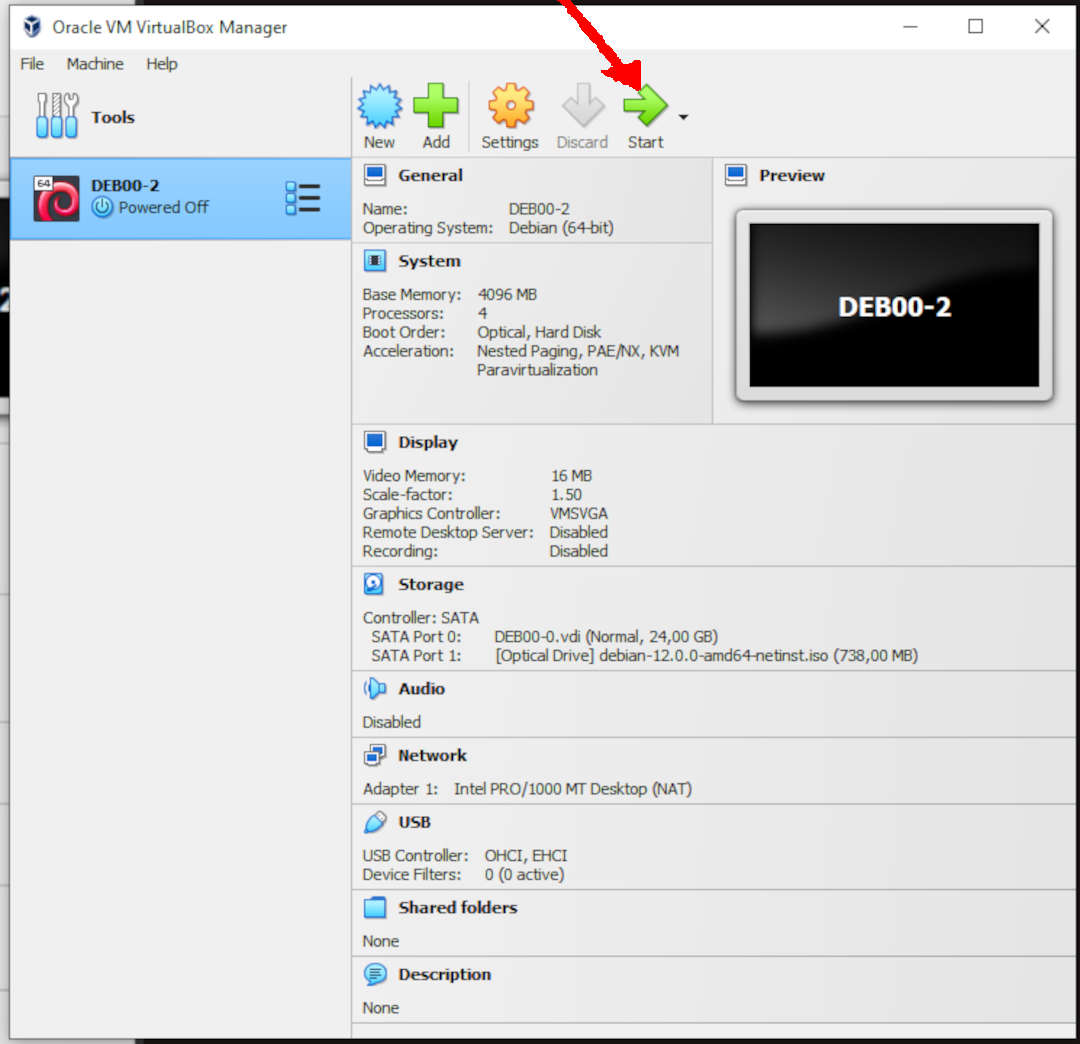 Oracle VM VirtualBox Manager
File Machine Help
Tools
New Add Settings Discard Start
64
DEB00-2
Powered Off
General
Name: DEB00-2
Operating System: Debian (64-bit)
Preview
DEB00-2
System
Base Memory: 4096 MB
Processors: 4
Boot Order: Optical, Hard Disk
Acceleration: Nested Paging, PAE/NX, KVM
Paravirtualization
Display
Video Memory: 16 MB
Scale-factor: 1.50
Graphics Controller: VMSVGA
Remote Desktop Server: Disabled
Recording: Disabled
Storage
Controller: SATA
SATA Port 0: DEB00-0.vdi (Normal, 24,00 GB)
SATA Port 1: [Optical Drive] debian-12.0.0-amd64-netinst.iso (738,00 MB)
Audio
Disabled
Network
Adapter 1: Intel PRO/1000 MT Desktop (NAT)
USB
USB Controller: OHCI, EHCI
Device Filters: 0 (0 active)
Shared folders
None
Description
None